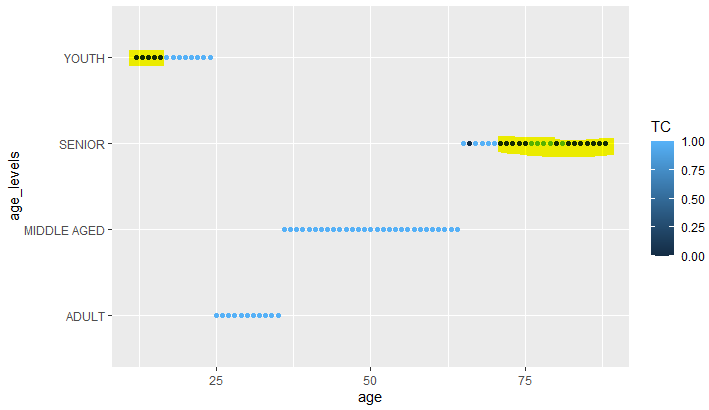 YOUTH
SENIOR
MIDDLE AGED
ADULT
age_levels
25 50 75
age
TC
1.00
0.75
0.50
0.25
0.00